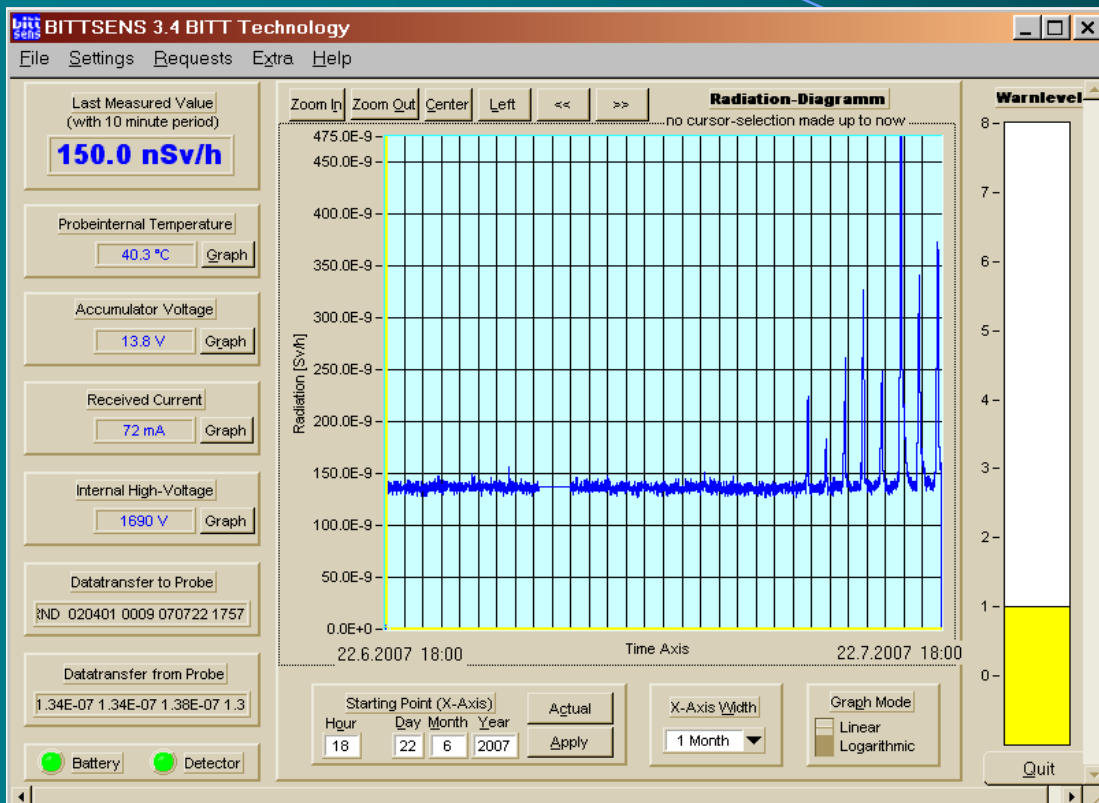 bitt
sens
BITTSENS 3.4 BITT Technology
File Settings Requests Extra Help
Last Measured Value
(with 10 minute period)
150.0 nSv/h
Probeinternal Temperature
40.3 °C Graph
Accumulator Voltage
13.8 V Graph
Received Current
72 mA Graph
Internal High-Voltage
1690 V Graph
Datatransfer to Probe
020401 0009 070722 1757
Datatransfer from Probe
1.34E-07 1.34E-07 1.38E-07 1.3
Battery Detector
Zoom In Zoom Out Center Left << >>
Radiation-Diagramm
no cursor-selection made up to now
475.0E-9
450.0E-9
400.0E-9
350.0E-9
300.0E-9
250.0E-9
200.0E-9
150.0E-9
100.0E-9
50.0E-9
0.0E+0
Radiation [Sv/h]
22.6.2007 18:00 Time Axis 22.7.2007 18:00
Starting Point (X-Axis)
Hour Day Month Year
18 22 6 2007
Actual
Apply
X-Axis Width
1 Month
Graph Mode
Linear
Logarithmic
Warnlevel
8
7
6
5
4
3
2
1
0
Quit